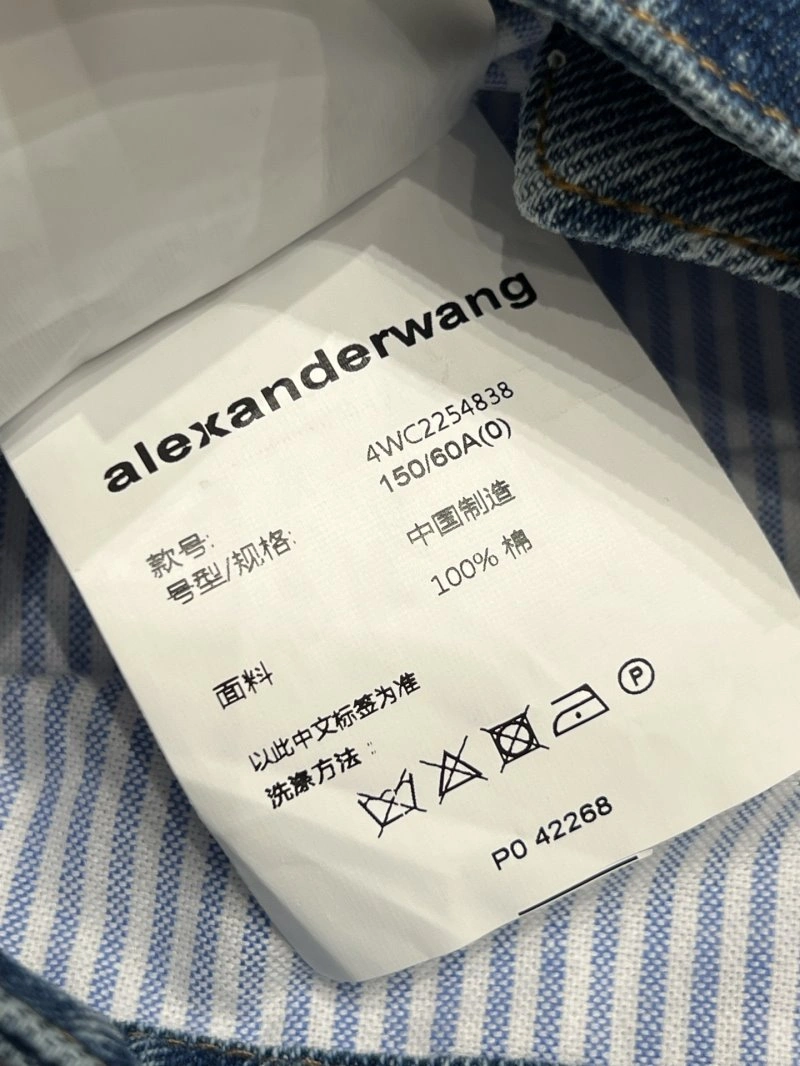 alexanderwang
款号: 4WC2254838
号型/规格: 150/60A(0)
中国制造
面料 100% 棉
以此中文标签为准
洗涤方法:
P
PO 42268